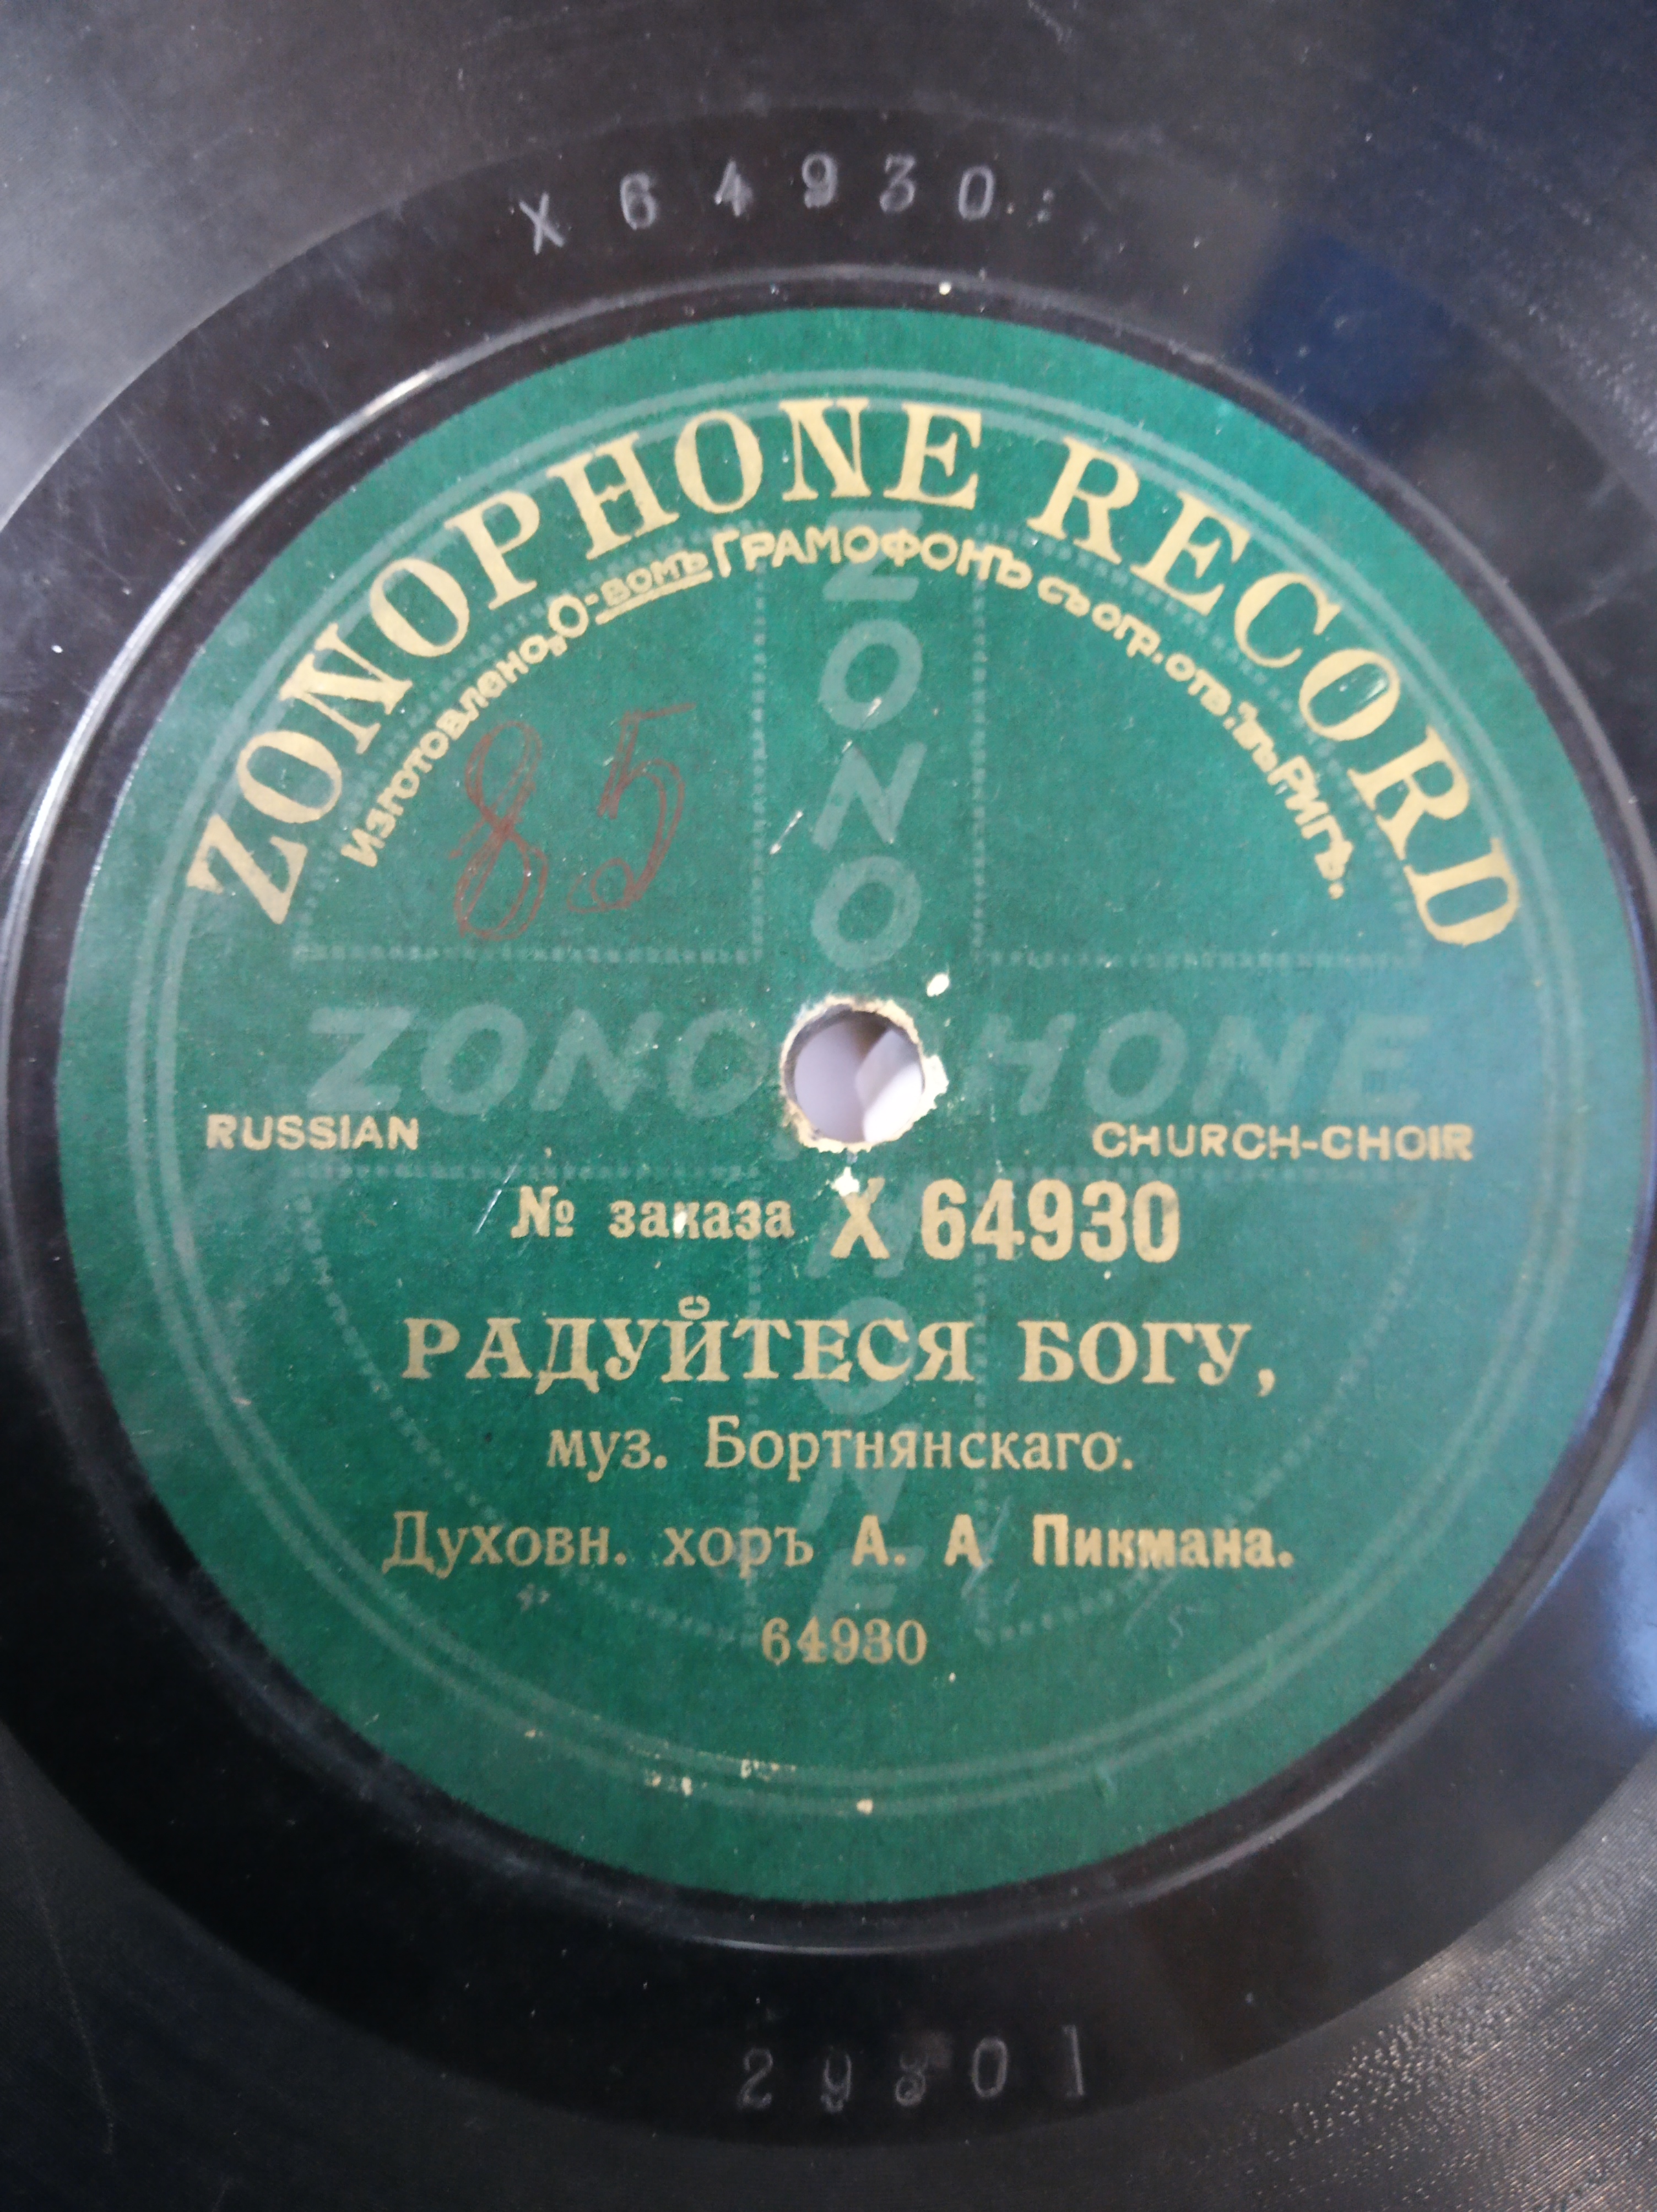 X 64930
ZONOPHONE RECORD
Изготовлено „О-вомъ ГРАМОФОНЪ съ огр. отв." въ Ригѣ.
85
ZONOPHONE
ZONOPHONE
RUSSIAN CHURCH-CHOIR
№ заказа X 64930
РАДУЙТЕСЯ БОГУ,
муз. Бортнянскаго.
Духовн. хоръ А. А Пикмана.
64930